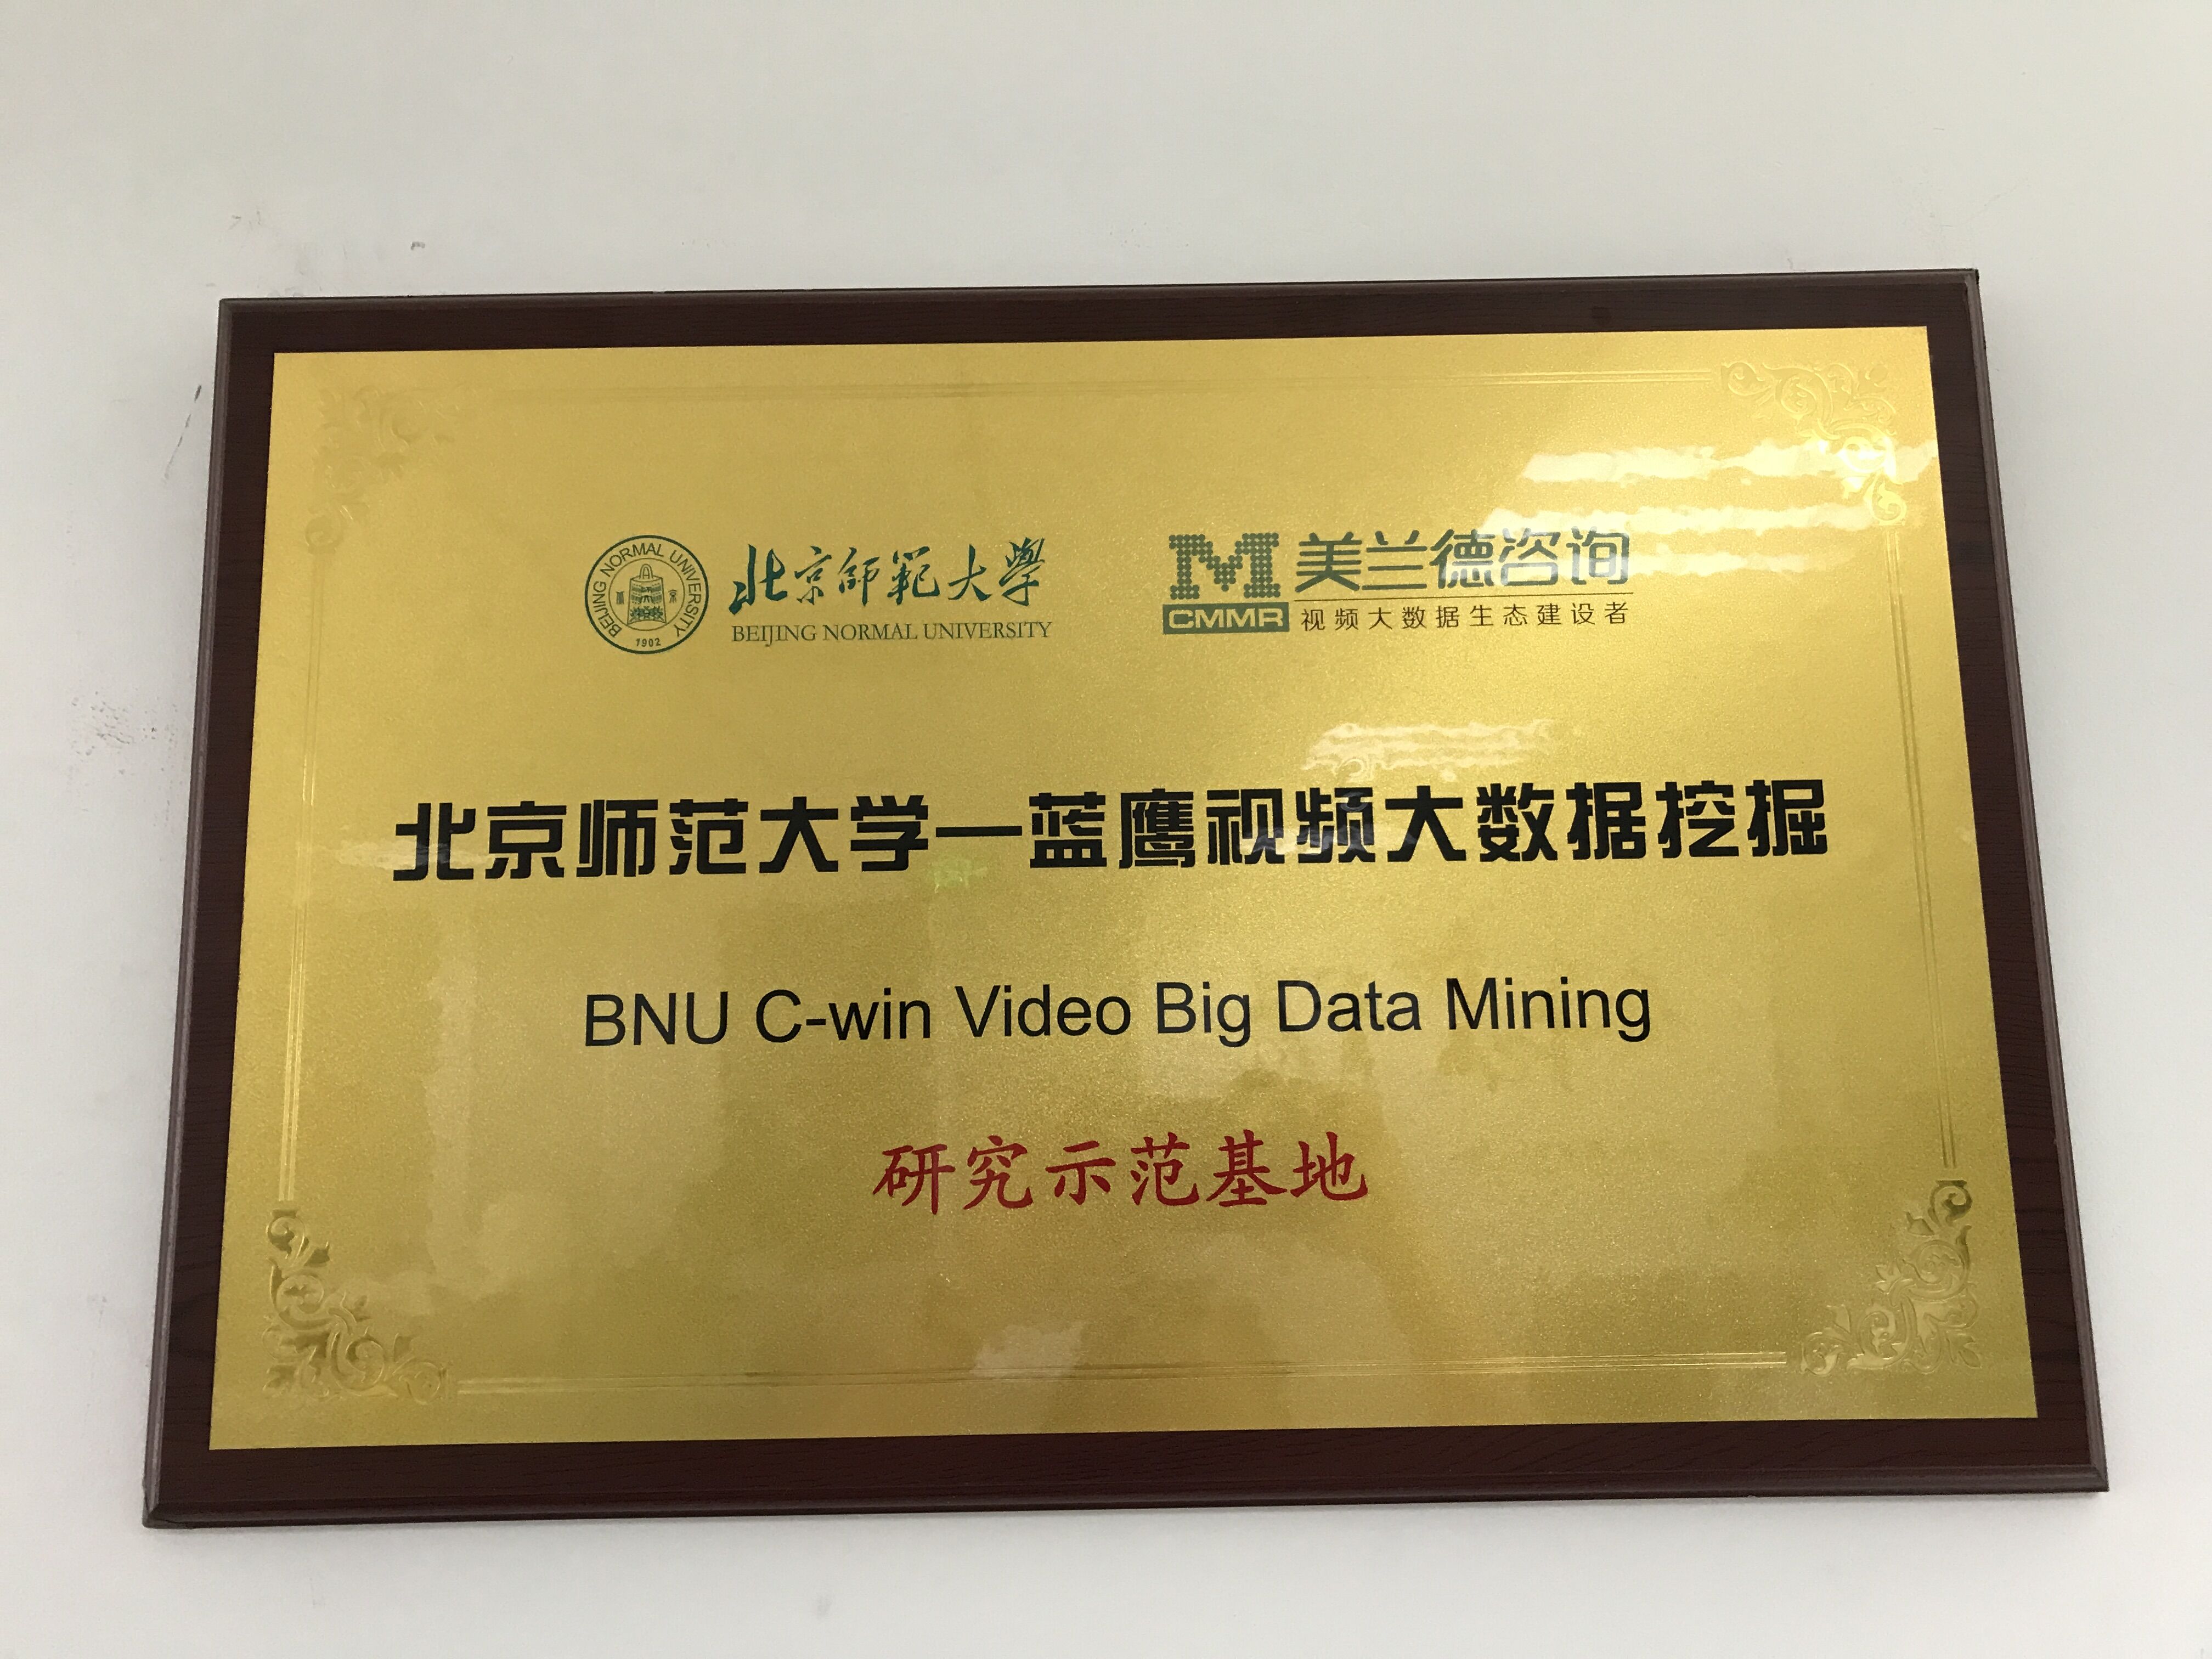 BEIJING NORMAL UNIVERSITY
1902
北京師範大學
BEIJING NORMAL UNIVERSITY
M 美兰德咨询
CMMR 视频大数据生态建设者
北京师范大学—蓝鹰视频大数据挖掘
BNU C-win Video Big Data Mining
研究示范基地